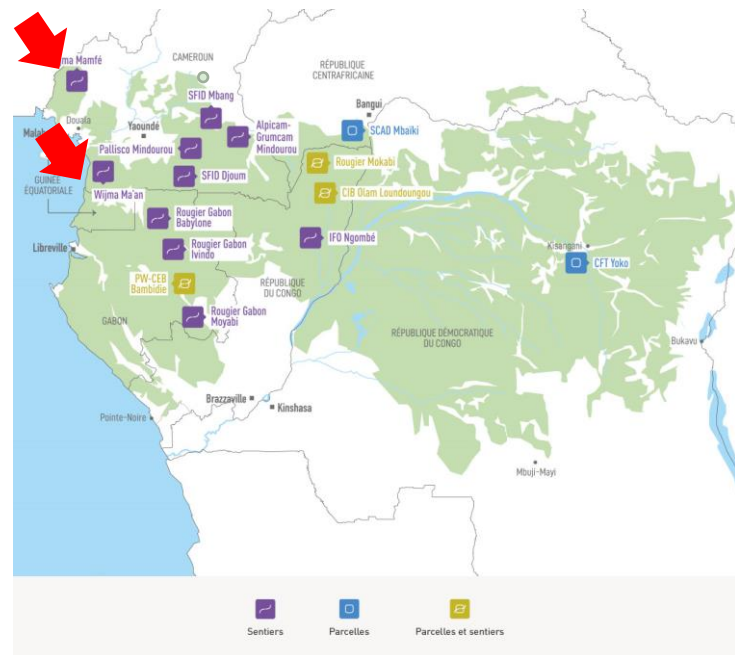 CAMEROUN
RÉPUBLIQUE
CENTRAFRICAINE
Mamfé
SFID Mbang
Bangui
Douala
Yaoundé
Alpicam-
Grumcam
Mindourou
SCAD Mbaïki
Pallisco Mindourou
Rougier Mokabi
SFID Djoum
GUINÉE
ÉQUATORIALE
Wijma Ma'an
CIB Olam Loundoungou
Rougier Gabon
Babylone
IFO Ngombé
Libreville
Rougier Gabon
Ivindo
Kisangani
CFT Yoko
PW-CEB
Bambidie
RÉPUBLIQUE
DU CONGO
GABON
Rougier Gabon
Moyabi
RÉPUBLIQUE DÉMOCRATIQUE
DU CONGO
Bukavu
Brazzaville
Kinshasa
Pointe-Noire
Mbuji-Mayi
Sentiers
Parcelles
Parcelles et sentiers